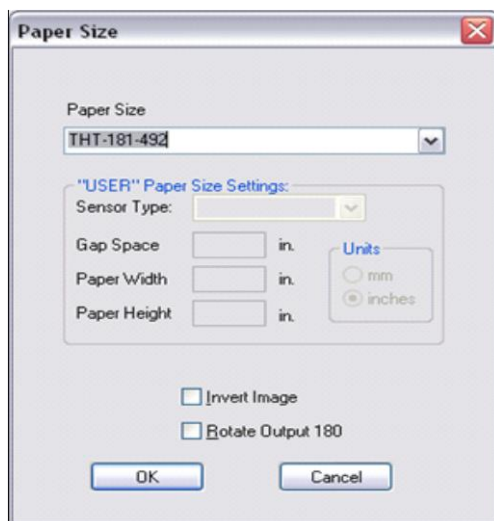 Paper Size
Paper Size
THT-181-492
"USER" Paper Size Settings:
Sensor Type:
Gap Space in.
Units
Paper Width in.
mm
inches
Paper Height in.
Invert Image
Rotate Output 180
OK Cancel